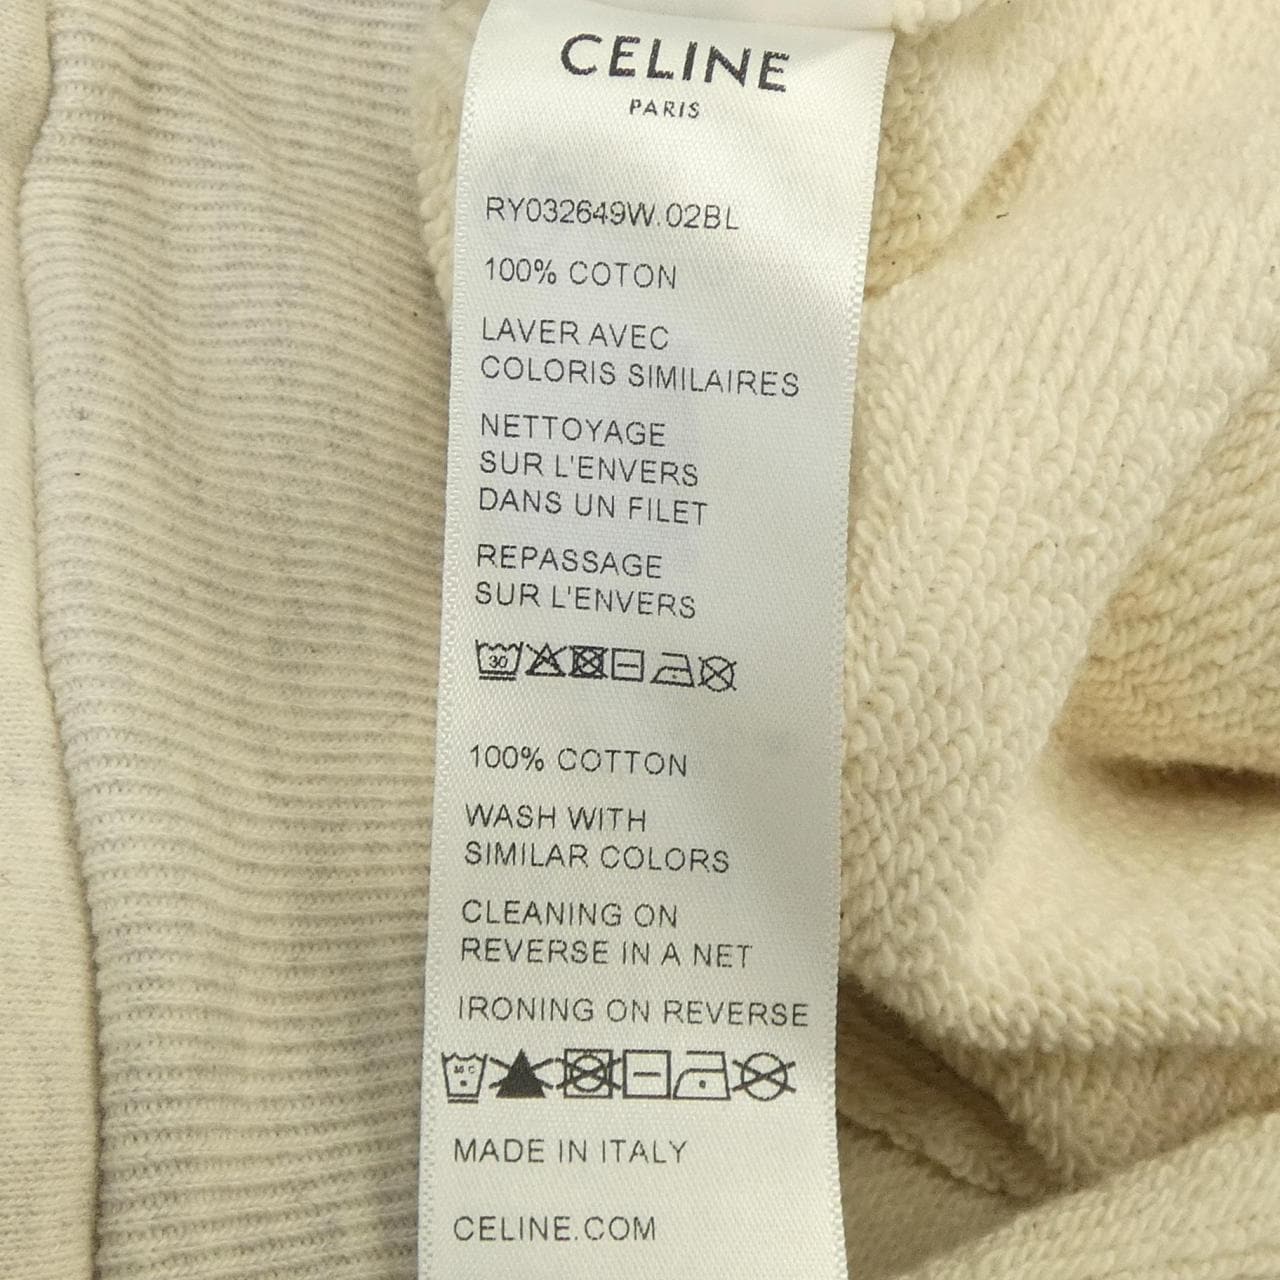 CELINE
PARIS
RY032649W.02BL
100% COTON
LAVER AVEC
COLORIS SIMILAIRES
NETTOYAGE
SUR L'ENVERS
DANS UN FILET
REPASSAGE
SUR L'ENVERS
30
100% COTTON
WASH WITH
SIMILAR COLORS
CLEANING ON
REVERSE IN A NET
IRONING ON REVERSE
MADE IN ITALY
CELINE.COM